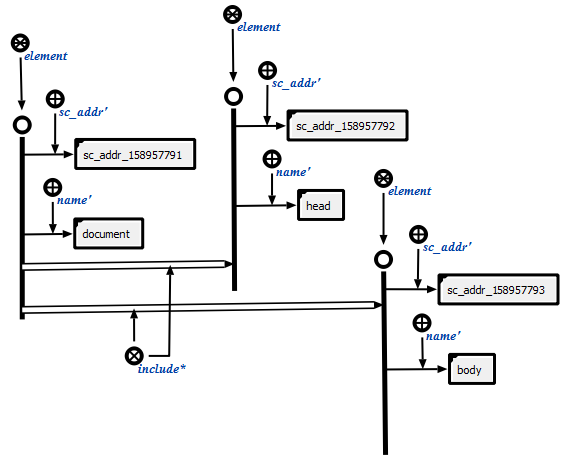 element
element
sc_addr'
sc_addr'
sc_addr_158957792
sc_addr_158957791
name'
name'
element
head
document
sc_addr'
sc_addr_158957793
name'
include*
body